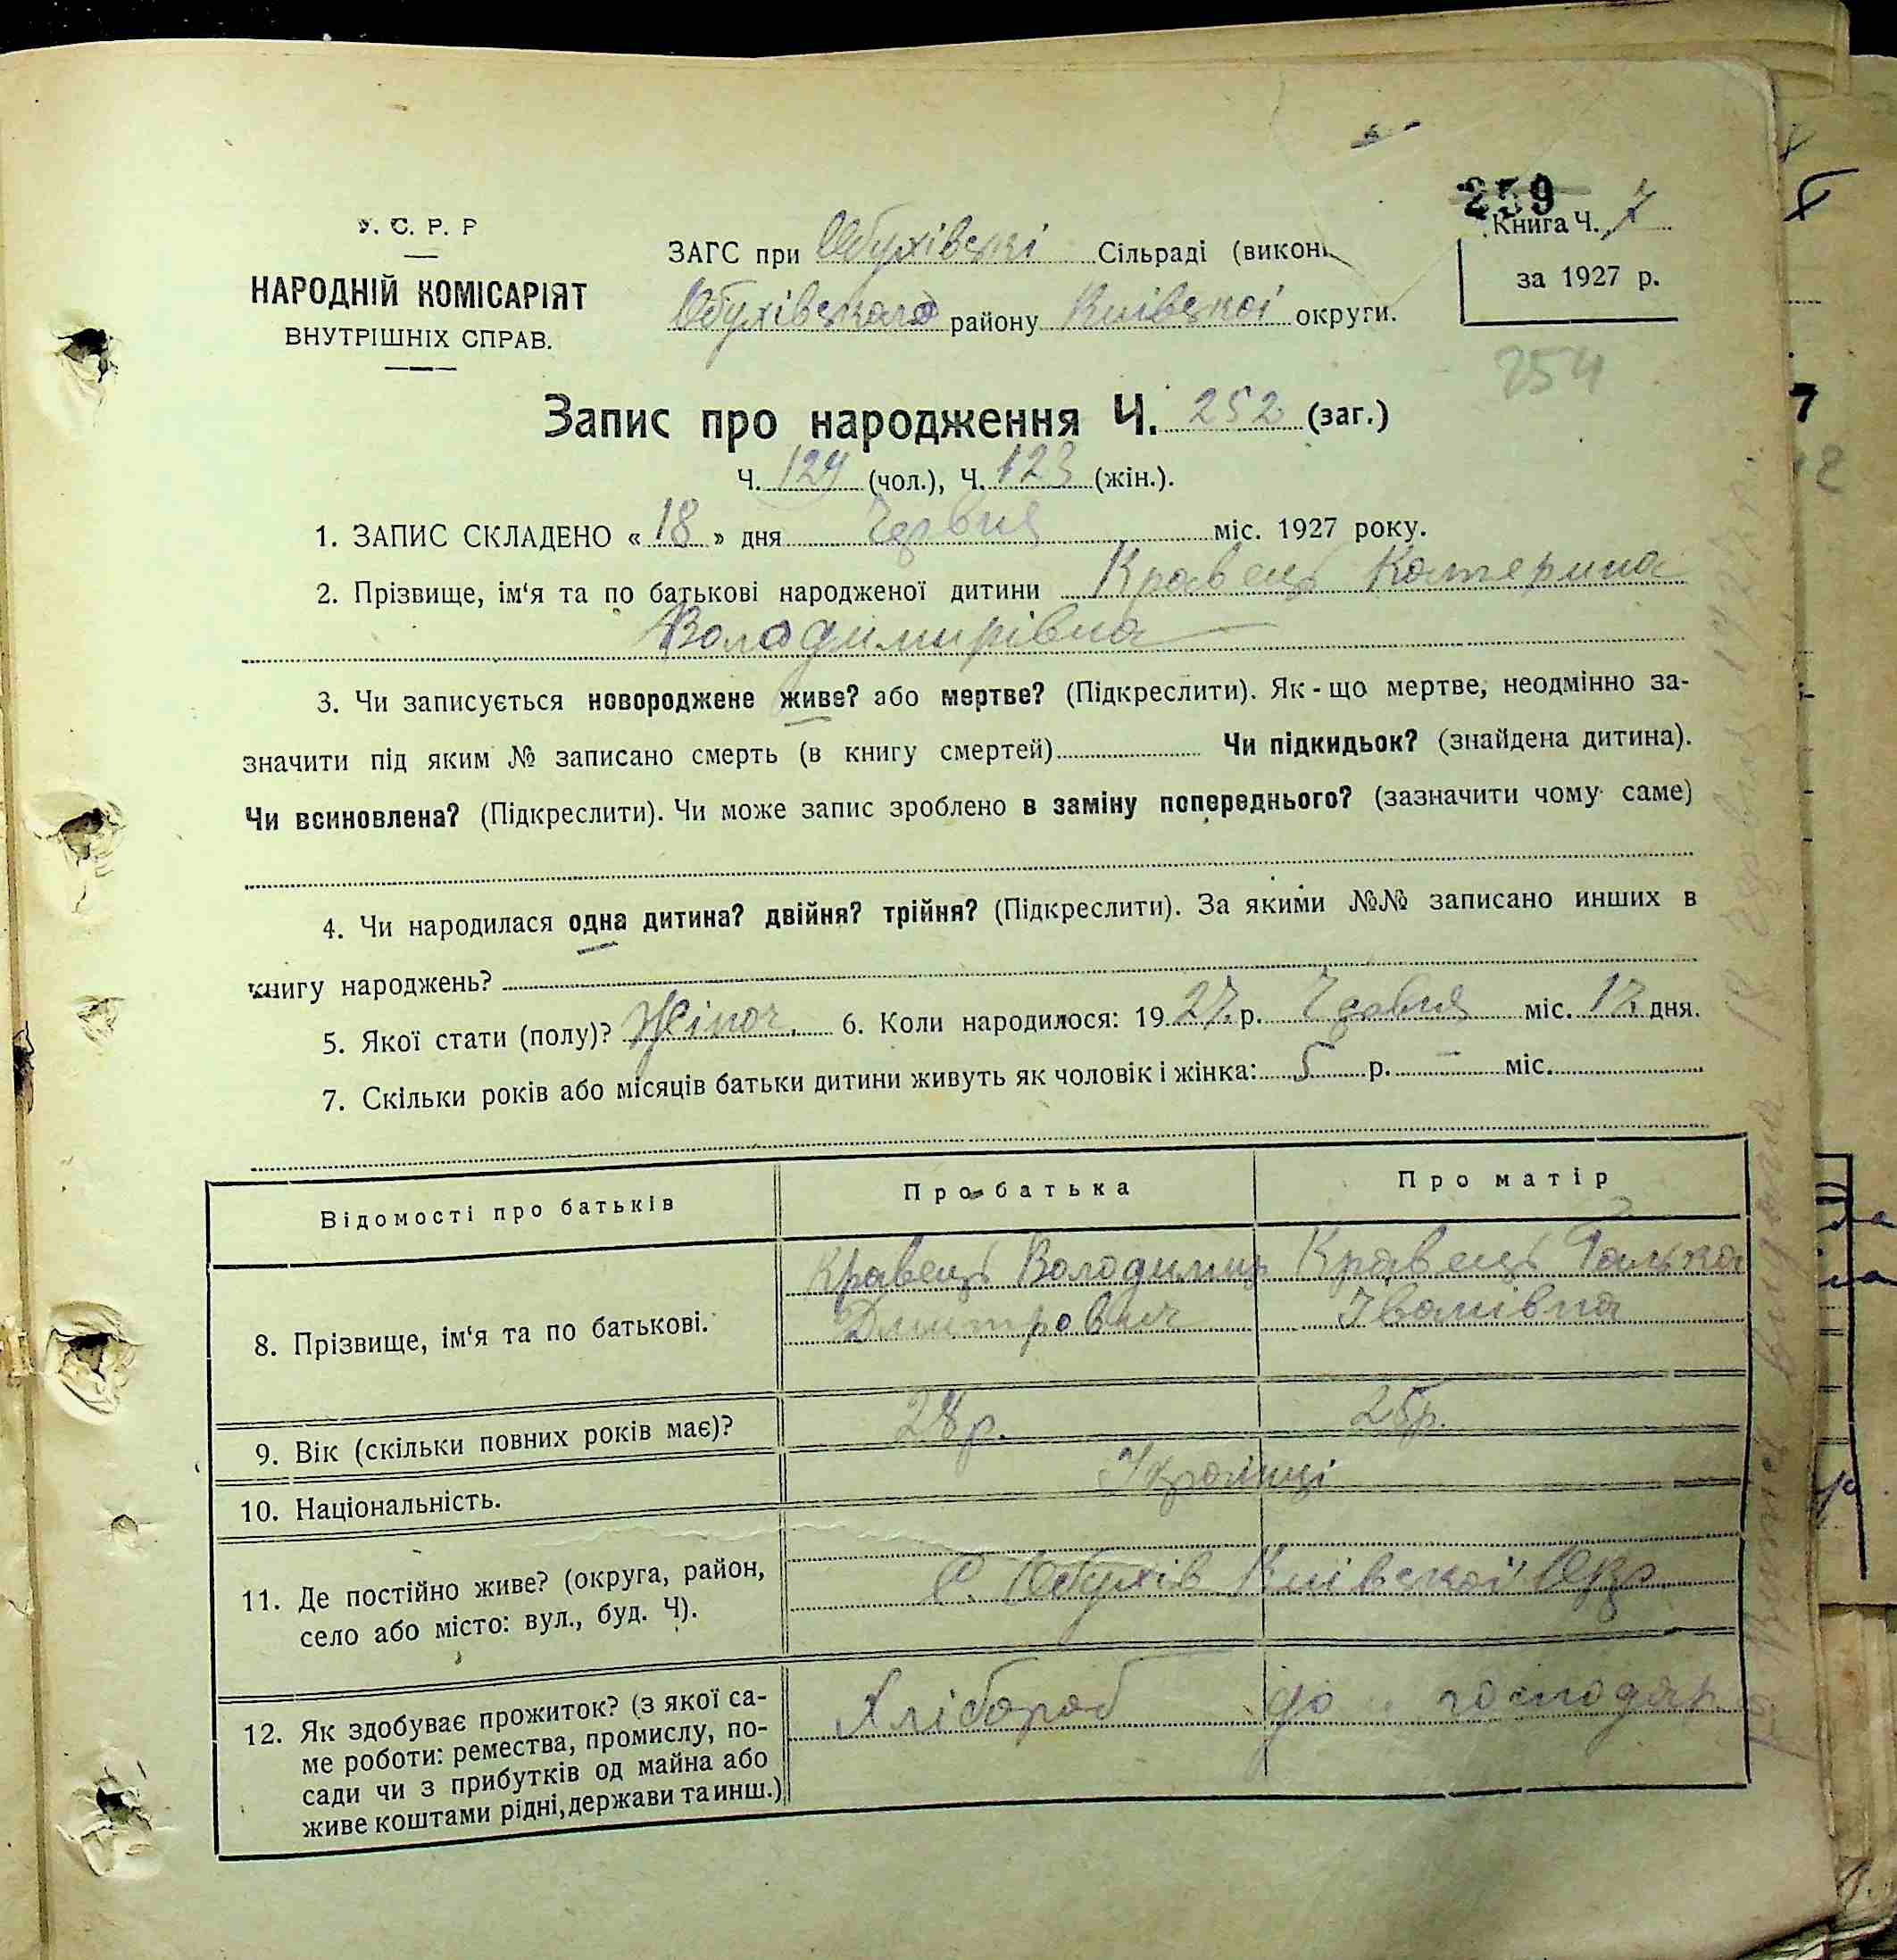 259
Книга Ч. 7
за 1927 р.
254
У. С. Р. Р
НАРОДНІЙ КОМІСАРІЯТ
ВНУТРІШНІХ СПРАВ.
ЗАГС при Обухівські Сільраді (викон
Обухівського району Київської округи.
Запис про народження Ч. 252 (заг.)
Ч. 129 (чол.), Ч. 123 (жін.).
1. ЗАПИС СКЛАДЕНО « 18 » дня Червня міс. 1927 року.
2. Прізвище, ім‘я та по батькові народженої дитини Кравець Катерина
Володимирівна
3. Чи записується новороджене живе? або мертве? (Підкреслити). Як-що мертве, неодмінно за-
значити під яким № записано смерть (в книгу смертей) Чи підкидьок? (знайдена дитина).
Чи всиновлена? (Підкреслити). Чи може запис зроблено в заміну попереднього? (зазначити чому саме)
4. Чи народилася одна дитина? двійня? трійня? (Підкреслити). За якими №№ записано инших в
книгу народжень?
5. Якої стати (полу)? Жіноч. 6. Коли народилося: 1927 р. Червня міс. 17 дня.
7. Скільки років або місяців батьки дитини живуть як чоловік і жінка: 5 р. – міс.
Відомості про батьків Про батька Про матір
8. Прізвище, ім‘я та по батькові. Кравець Володимир Кравець Галька
Дмитрович Іванівна
9. Вік (скільки повних років має)? 28 р. 25 р.
10. Національність. Україинці
11. Де постійно живе? (округа, район,
село або місто: вул., буд. Ч). С. Обухів Київської Окр.
12. Як здобуває прожиток? (з якої са-
ме роботи: ремества, промислу, по-
сади чи з прибутків од майна або
живе коштами рідні, держави та инш.)
Хлібороб до господар